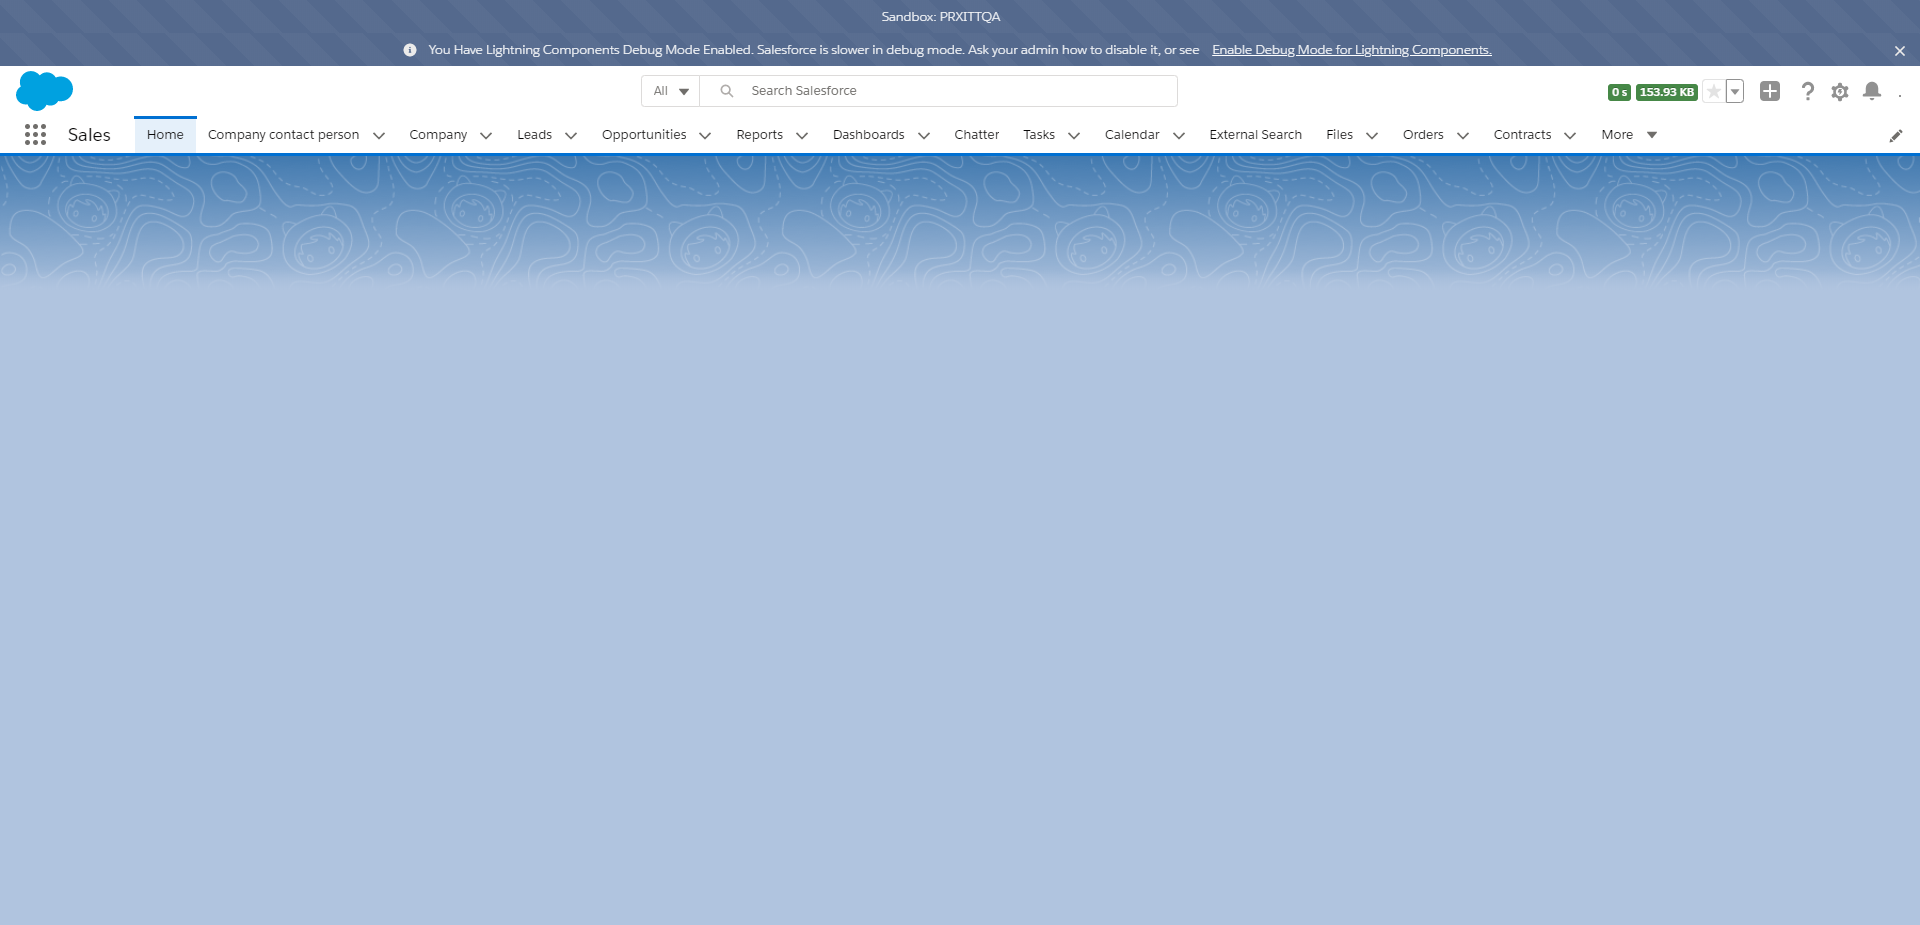 Sandbox: PRXITTQA
You Have Lightning Components Debug Mode Enabled. Salesforce is slower in debug mode. Ask your admin how to disable it, or see Enable Debug Mode for Lightning Components.
All Search Salesforce 0 s 153.93 KB
Sales Home Company contact person Company Leads Opportunities Reports Dashboards Chatter Tasks Calendar External Search Files Orders Contracts More